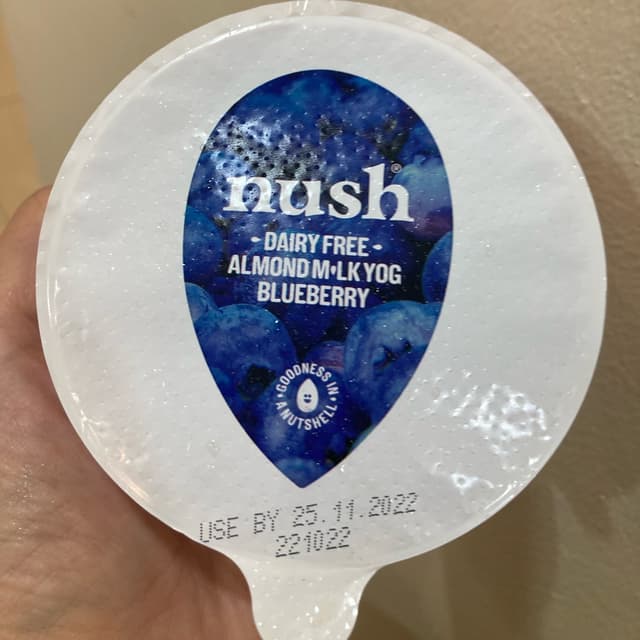 nush®
• DAIRY FREE •
ALMOND M•LK YOG
BLUEBERRY
• GOODNESS IN •
A NUTSHELL
USE BY 25.11.2022
221022